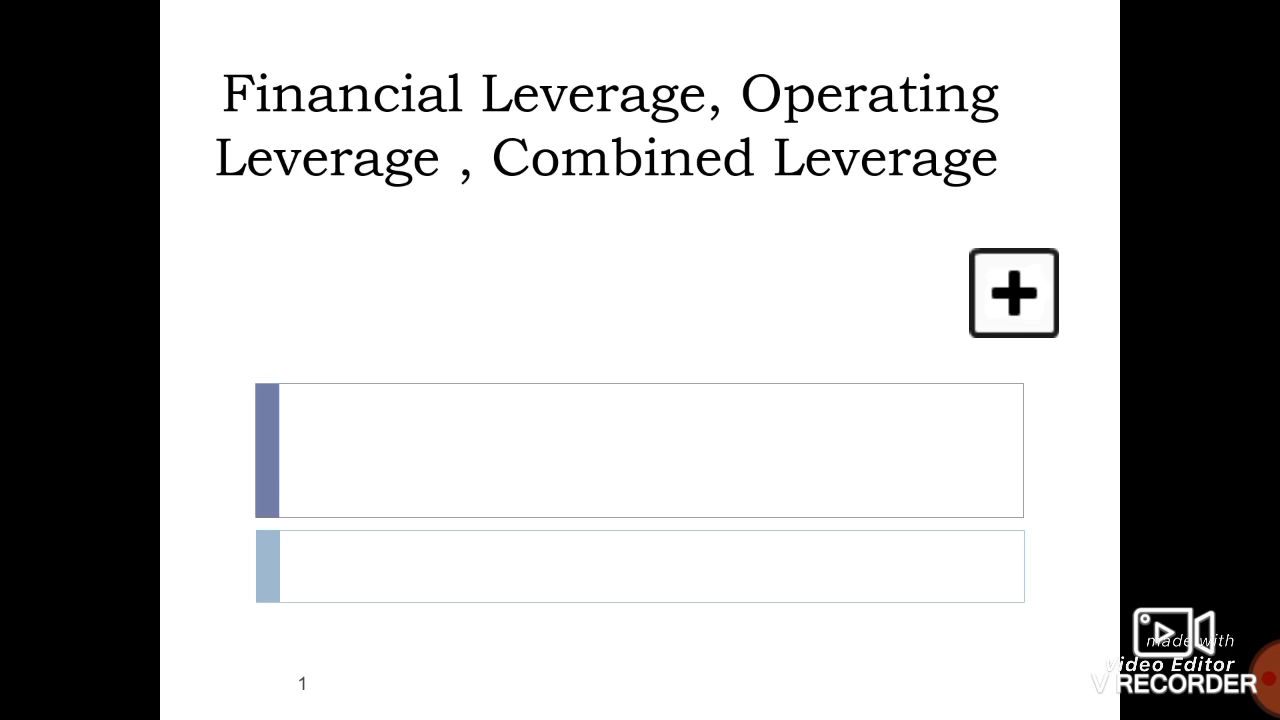 Financial Leverage, Operating
Leverage , Combined Leverage
1
made with
Video Editor
V RECORDER